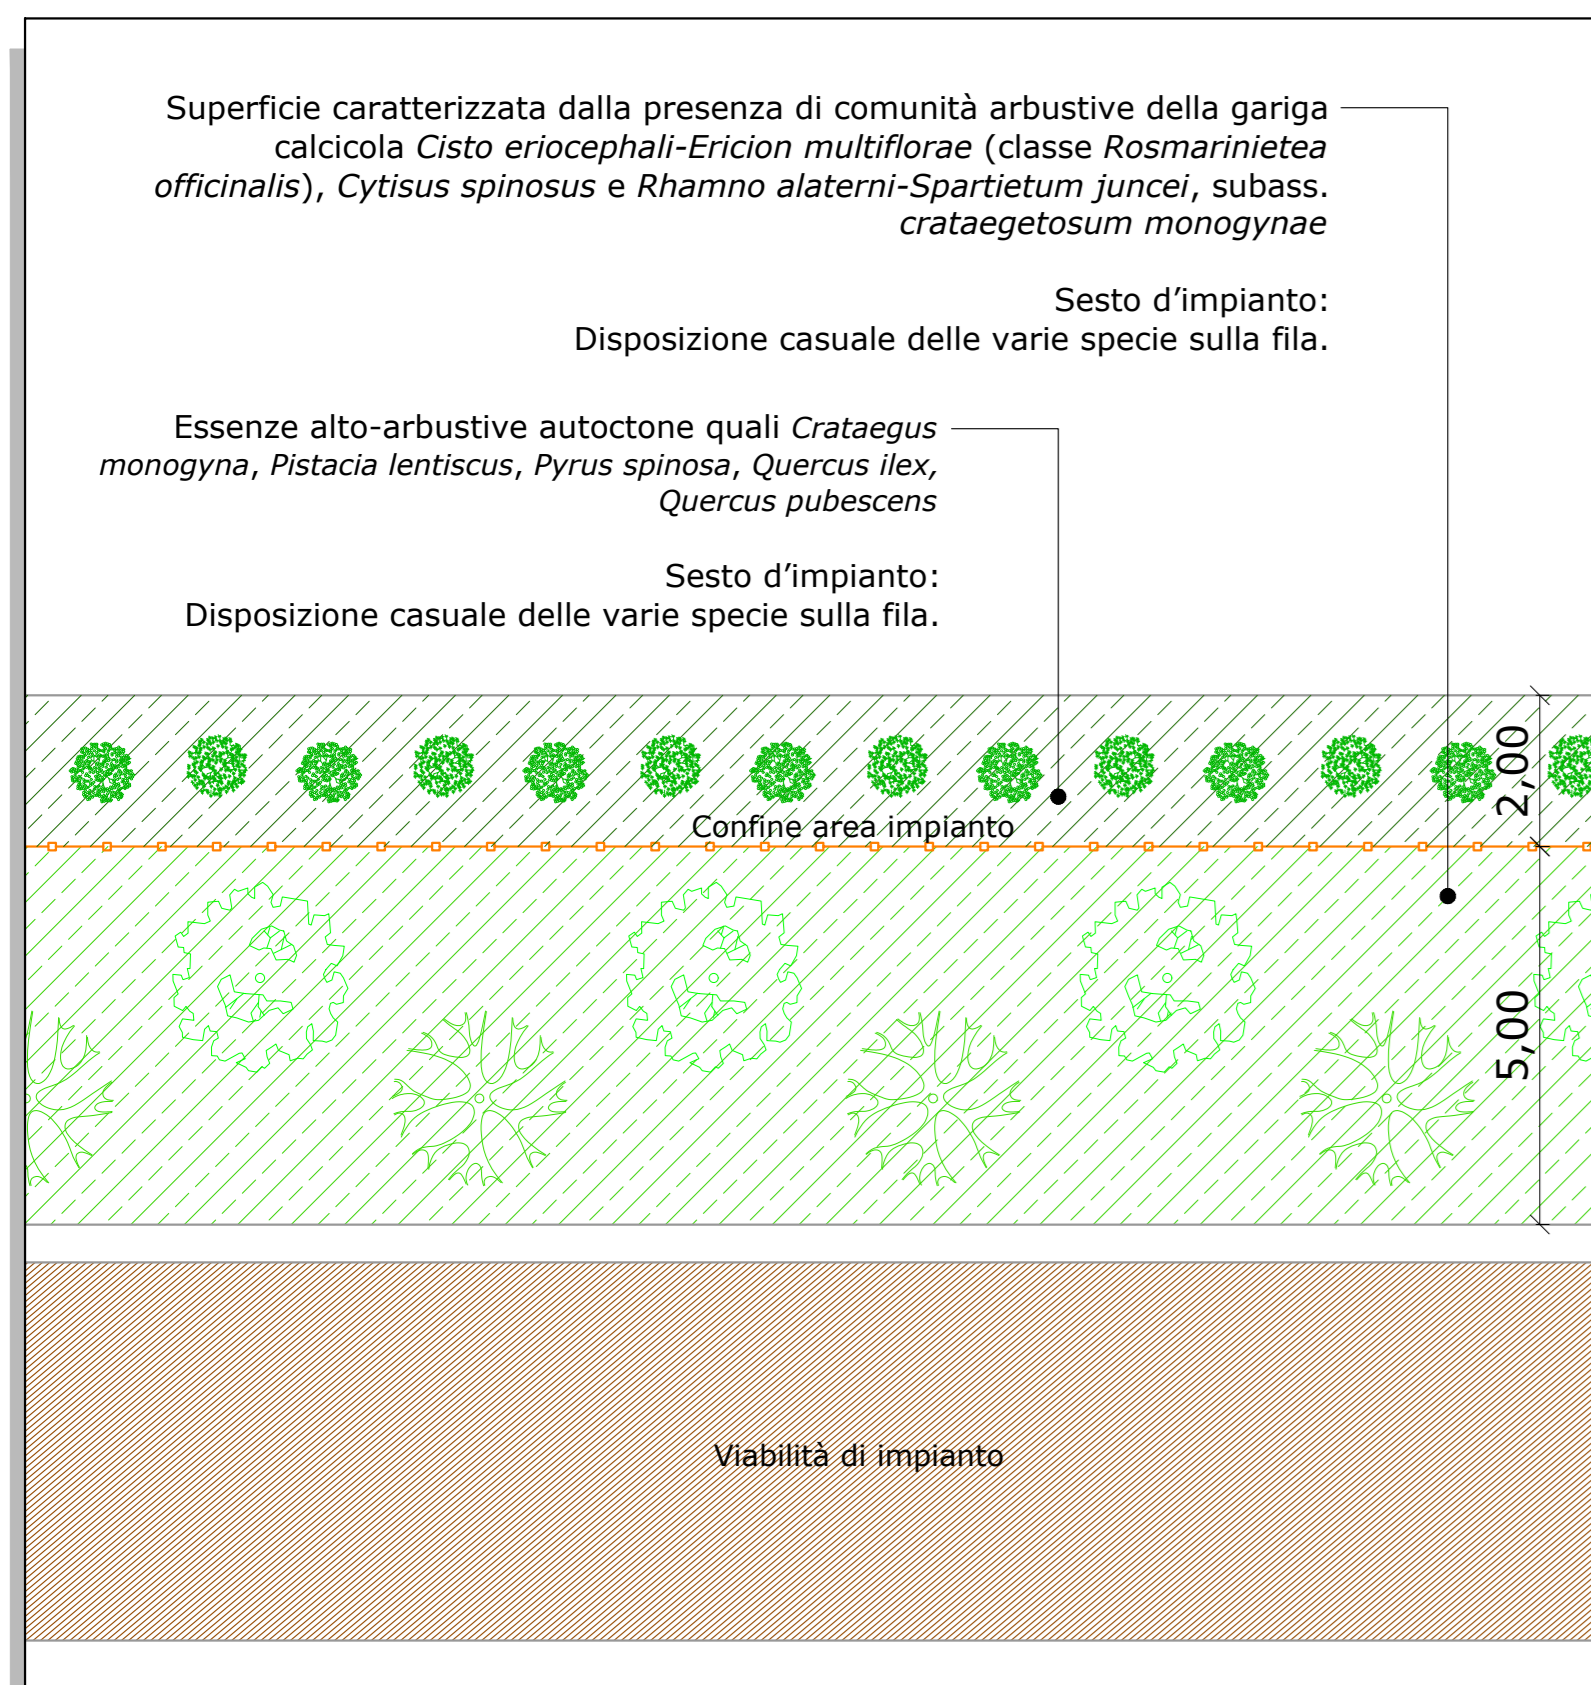 Superficie caratterizzata dalla presenza di comunità arbustive della gariga
calcicola Cisto eriocephali-Ericion multiflorae (classe Rosmarinietea
officinalis), Cytisus spinosus e Rhamno alaterni-Spartietum juncei, subass.
crataegetosum monogynae
Sesto d’impianto:
Disposizione casuale delle varie specie sulla fila.
Essenze alto-arbustive autoctone quali Crataegus
monogyna, Pistacia lentiscus, Pyrus spinosa, Quercus ilex,
Quercus pubescens
Sesto d’impianto:
Disposizione casuale delle varie specie sulla fila.
2,00
Confine area impianto
5,00
Viabilità di impianto